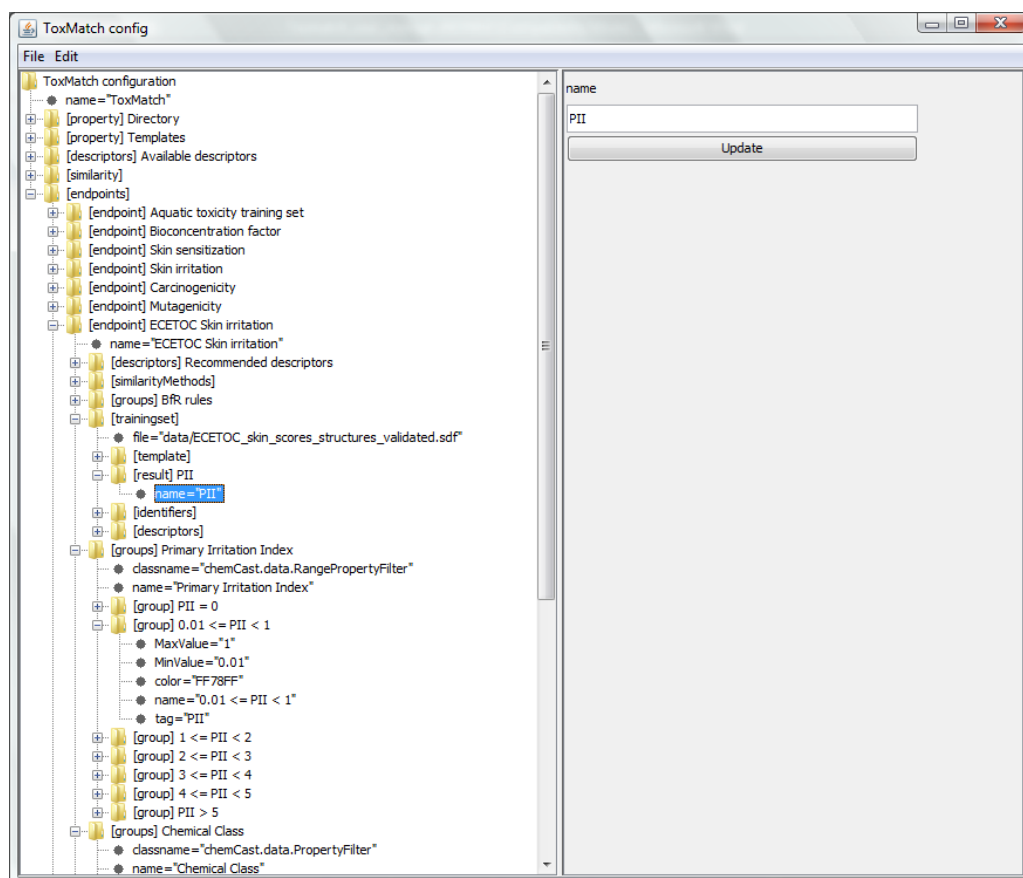 ToxMatch config
File Edit
ToxMatch configuration
name="ToxMatch"
[property] Directory
[property] Templates
[descriptors] Available descriptors
[similarity]
[endpoints]
[endpoint] Aquatic toxicity training set
[endpoint] Bioconcentration factor
[endpoint] Skin sensitization
[endpoint] Skin irritation
[endpoint] Carcinogenicity
[endpoint] Mutagenicity
[endpoint] ECETOC Skin irritation
name="ECETOC Skin irritation"
[descriptors] Recommended descriptors
[similarityMethods]
[groups] BfR rules
[trainingset]
file="data/ECETOC_skin_scores_structures_validated.sdf"
[template]
[result] PII
name="PII"
[identifiers]
[descriptors]
[groups] Primary Irritation Index
classname="chemCast.data.RangePropertyFilter"
name="Primary Irritation Index"
[group] PII = 0
[group] 0.01 <= PII < 1
MaxValue="1"
MinValue="0.01"
color="FF78FF"
name="0.01 <= PII < 1"
tag="PII"
[group] 1 <= PII < 2
[group] 2 <= PII < 3
[group] 3 <= PII < 4
[group] 4 <= PII < 5
[group] PII > 5
[groups] Chemical Class
classname="chemCast.data.PropertyFilter"
name="Chemical Class"
name
PII
Update